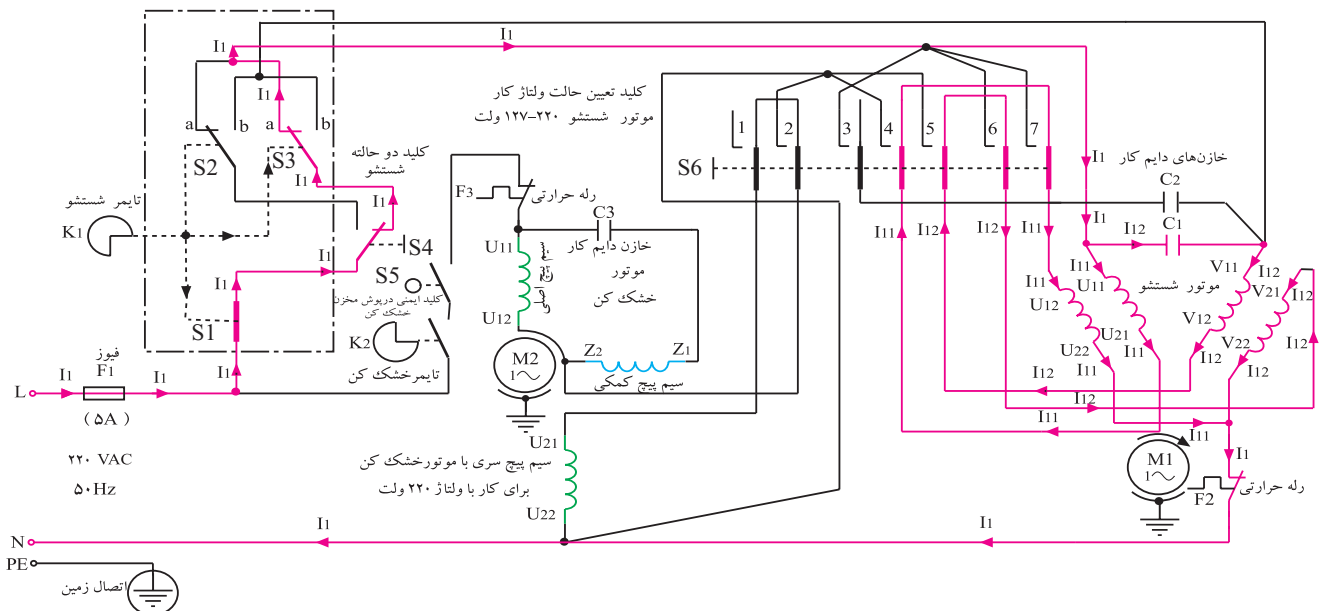 I1
I1
I1
I1
a
b
a
b
S2
S3
کلید دو حالته
شستشو
I1
I1
تایمر شستشو
K1
I1
I1
S4
S1
I1
L
I1
فیوز
F1
(۵A)
I1
۲۲۰ VAC
۵۰Hz
N
PE
اتصال زمین
I1
S5
کلید ایمنی درپوش مخزن
خشک کن
K2
تایمرخشک کن
F3
رله حرارتی
U11
سیم پیچ اصلی
U12
C3
خازن دایم کار
موتور
خشک کن
M2
1~
Z2
Z1
سیم پیچ کمکی
U21
U22
سیم پیچ سری با موتورخشک کن
برای کار با ولتاژ ۲۲۰ ولت
کلید تعیین حالت ولتاژ کار
موتور شستشو ۲۲۰-۱۲۷ ولت
1
2
3
4
5
6
7
S6
I11
I12
I12
I11
I1
I1
خازن‌های دایم کار
C2
C1
I12
I11
U11
I11
U12
موتور شستشو
V11
I12
V21
I12
V12
V22
I12
I12
I12
U21
U22
I11
I11
I12
I12
I11
I11
I1
M1
1~
F2
رله حرارتی
I1